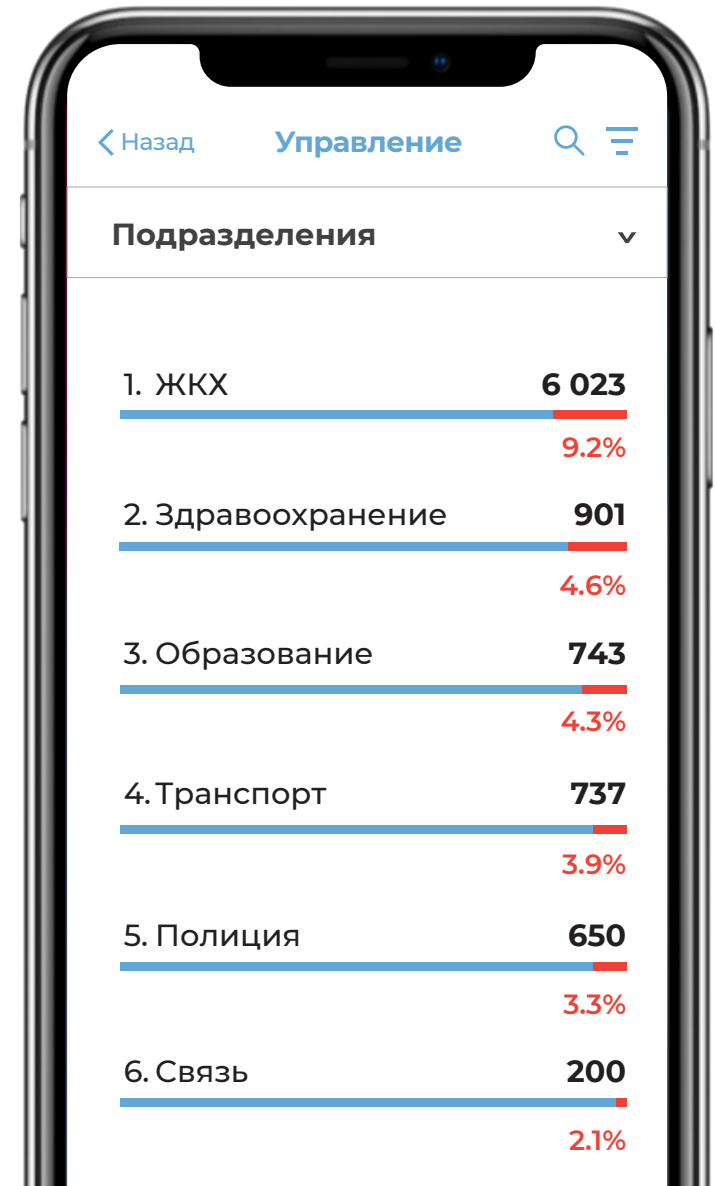 Назад Управление
Подразделения
1. ЖКХ 6 023
9.2%
2. Здравоохранение 901
4.6%
3. Образование 743
4.3%
4. Транспорт 737
3.9%
5. Полиция 650
3.3%
6. Связь 200
2.1%